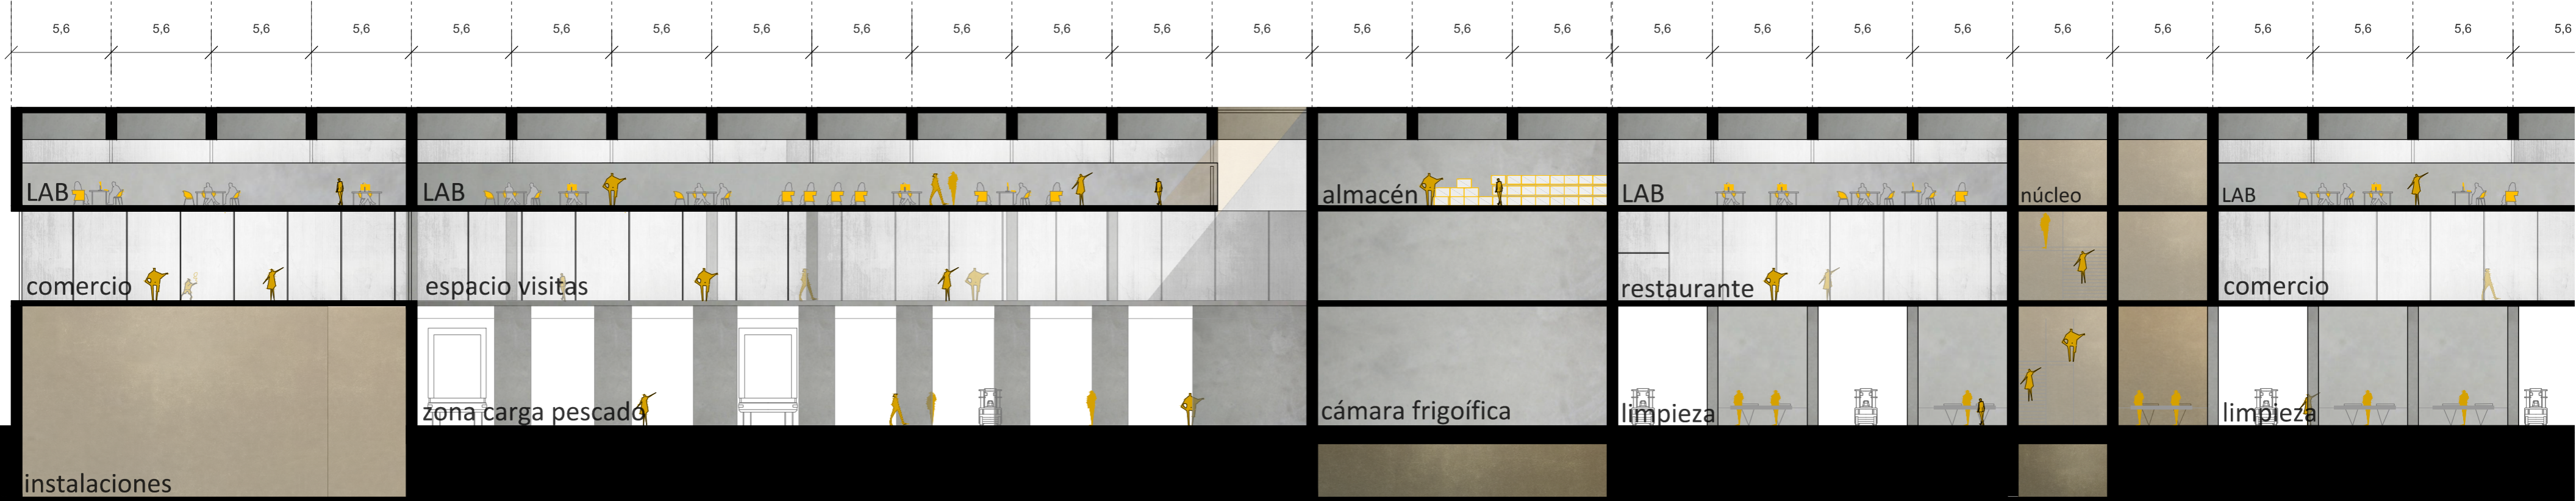 5,6 5,6 5,6 5,6 5,6 5,6 5,6 5,6 5,6 5,6 5,6 5,6 5,6 5,6 5,6 5,6 5,6 5,6 5,6 5,6 5,6 5,6 5,6 5,6 5,6 5,6
LAB
LAB
almacén
LAB
núcleo
LAB
comercio
espacio visitas
restaurante
comercio
zona carga pescado
cámara frigoífica
limpieza
limpieza
instalaciones